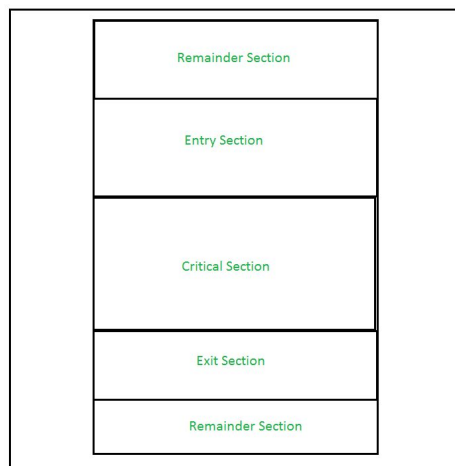 Remainder Section
Entry Section
Critical Section
Exit Section
Remainder Section